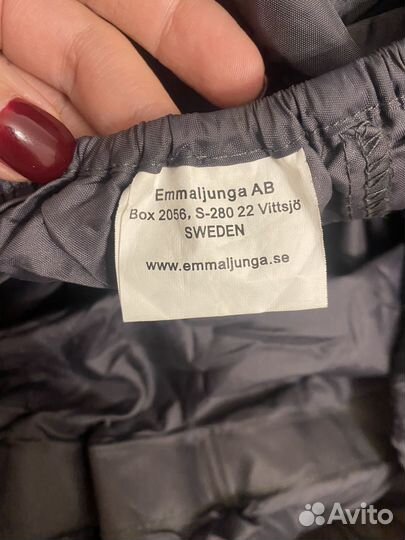 Emmaljunga AB
Box 2056, S-280 22 Vittsjö
SWEDEN
www.emmaljunga.se
Avito